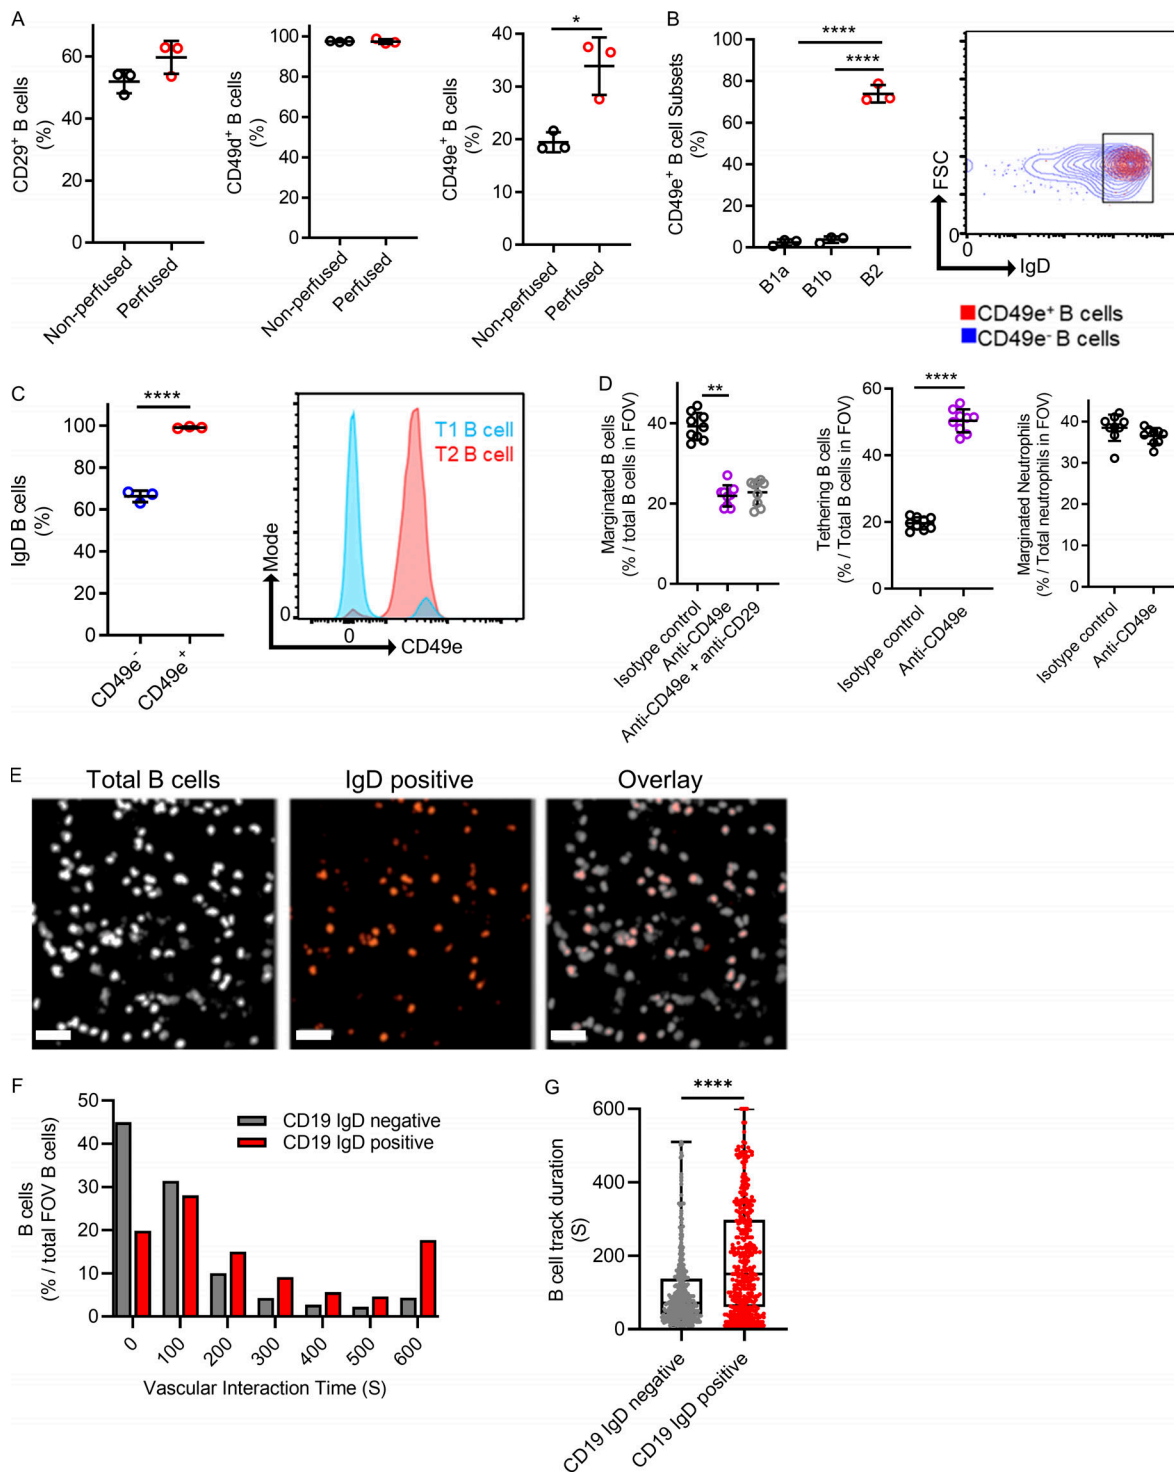 A
CD29+ B cells
(%)
60
40
20
0
Non-perfused
Perfused
CD49d+ B cells
(%)
100
80
60
40
20
0
Non-perfused
Perfused
CD49e+ B cells
(%)
*
40
30
20
10
0
Non-perfused
Perfused
B
CD49e+ B cell Subsets
(%)
****
****
100
80
60
40
20
0
B1a
B1b
B2
FSC
0
0
IgD
CD49e+ B cells
CD49e- B cells
C
IgD B cells
(%)
****
100
80
60
40
20
0
CD49e-
CD49e+
T1 B cell
T2 B cell
Mode
0
0
CD49e
D
Marginated B cells
(% / total B cells in FOV)
**
40
20
0
Isotype control
Anti-CD49e
Anti-CD49e + anti-CD29
Tethering B cells
(% / Total B cells in FOV)
****
60
40
20
0
Isotype control
Anti-CD49e
Marginated Neutrophils
(% / Total neutrophils in FOV)
40
20
0
Isotype control
Anti-CD49e
E
Total B cells
IgD positive
Overlay
F
B cells
(% / total FOV B cells)
50
40
30
20
10
0
CD19 IgD negative
CD19 IgD positive
0
100
200
300
400
500
600
Vascular Interaction Time (S)
G
B cell track duration
(S)
****
600
400
200
0
CD19 IgD negative
CD19 IgD positive